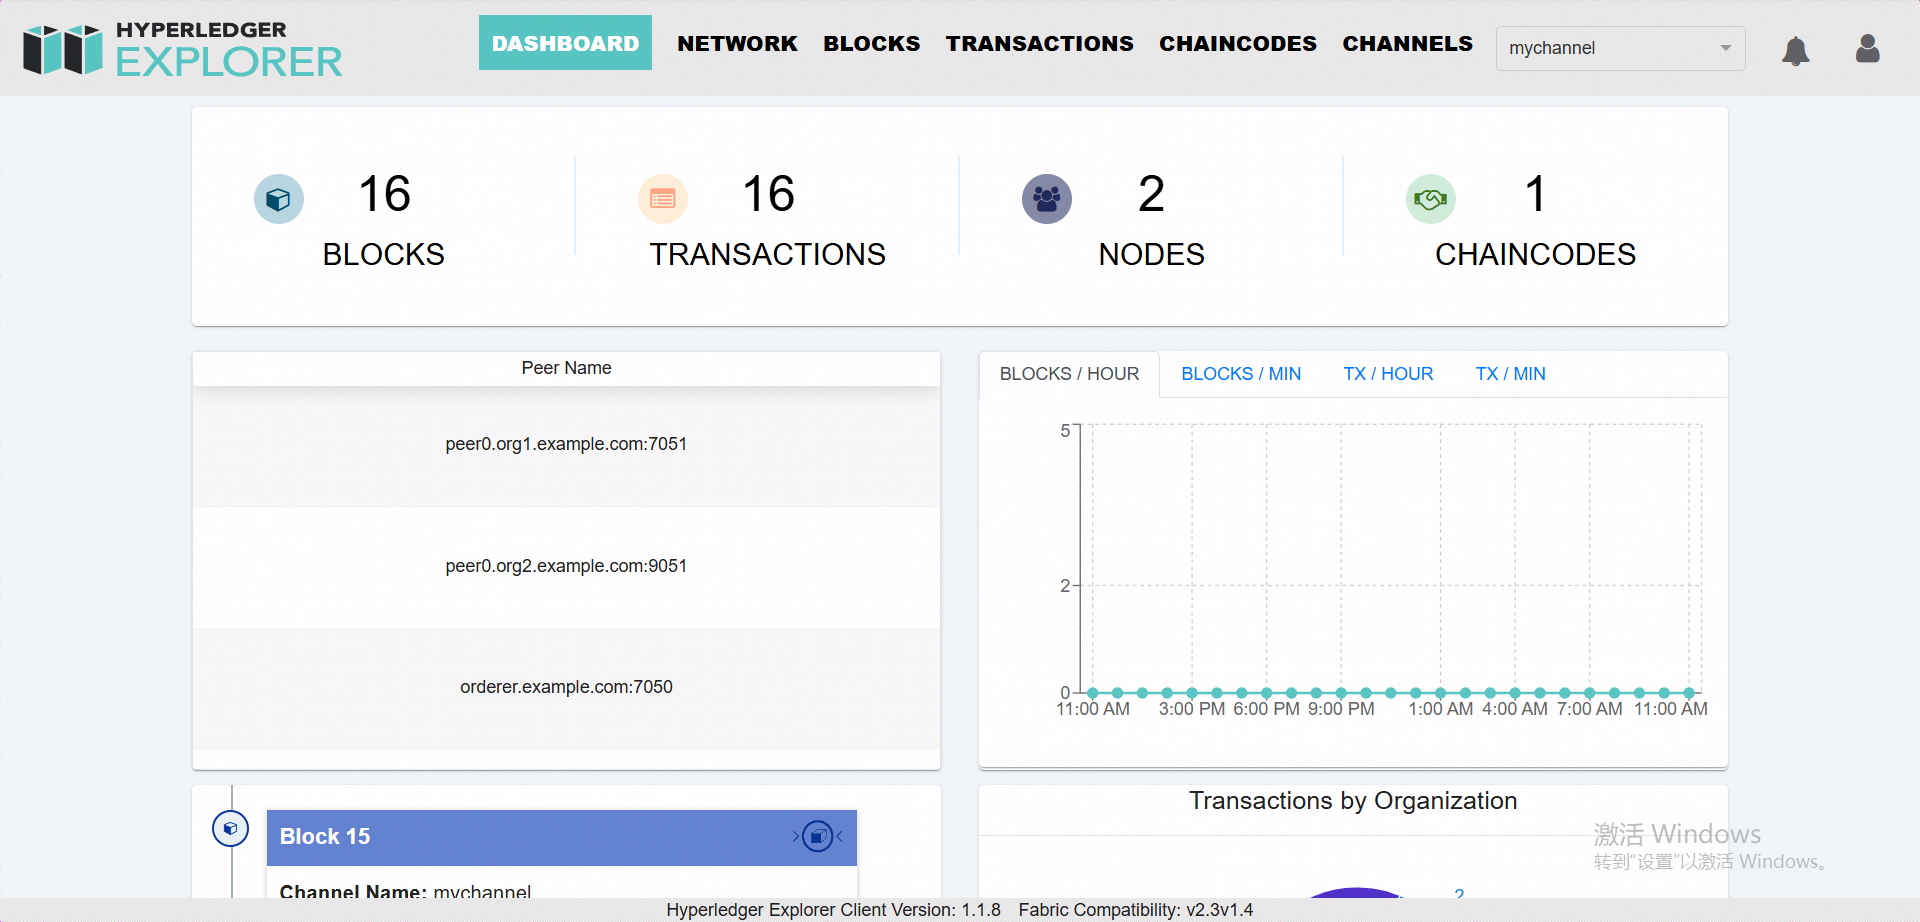 HYPERLEDGER
EXPLORER
DASHBOARD NETWORK BLOCKS TRANSACTIONS CHAINCODES CHANNELS
mychannel
16
BLOCKS
16
TRANSACTIONS
2
NODES
1
CHAINCODES
Peer Name
peer0.org1.example.com:7051
peer0.org2.example.com:9051
orderer.example.com:7050
BLOCKS / HOUR BLOCKS / MIN TX / HOUR TX / MIN
5
2
0
11:00 AM 3:00 PM 6:00 PM 9:00 PM 1:00 AM 4:00 AM 7:00 AM 11:00 AM
Block 15
Channel Name: mychannel
Transactions by Organization
2
激活 Windows
转到“设置”以激活 Windows。
Hyperledger Explorer Client Version: 1.1.8 Fabric Compatibility: v2.3v1.4